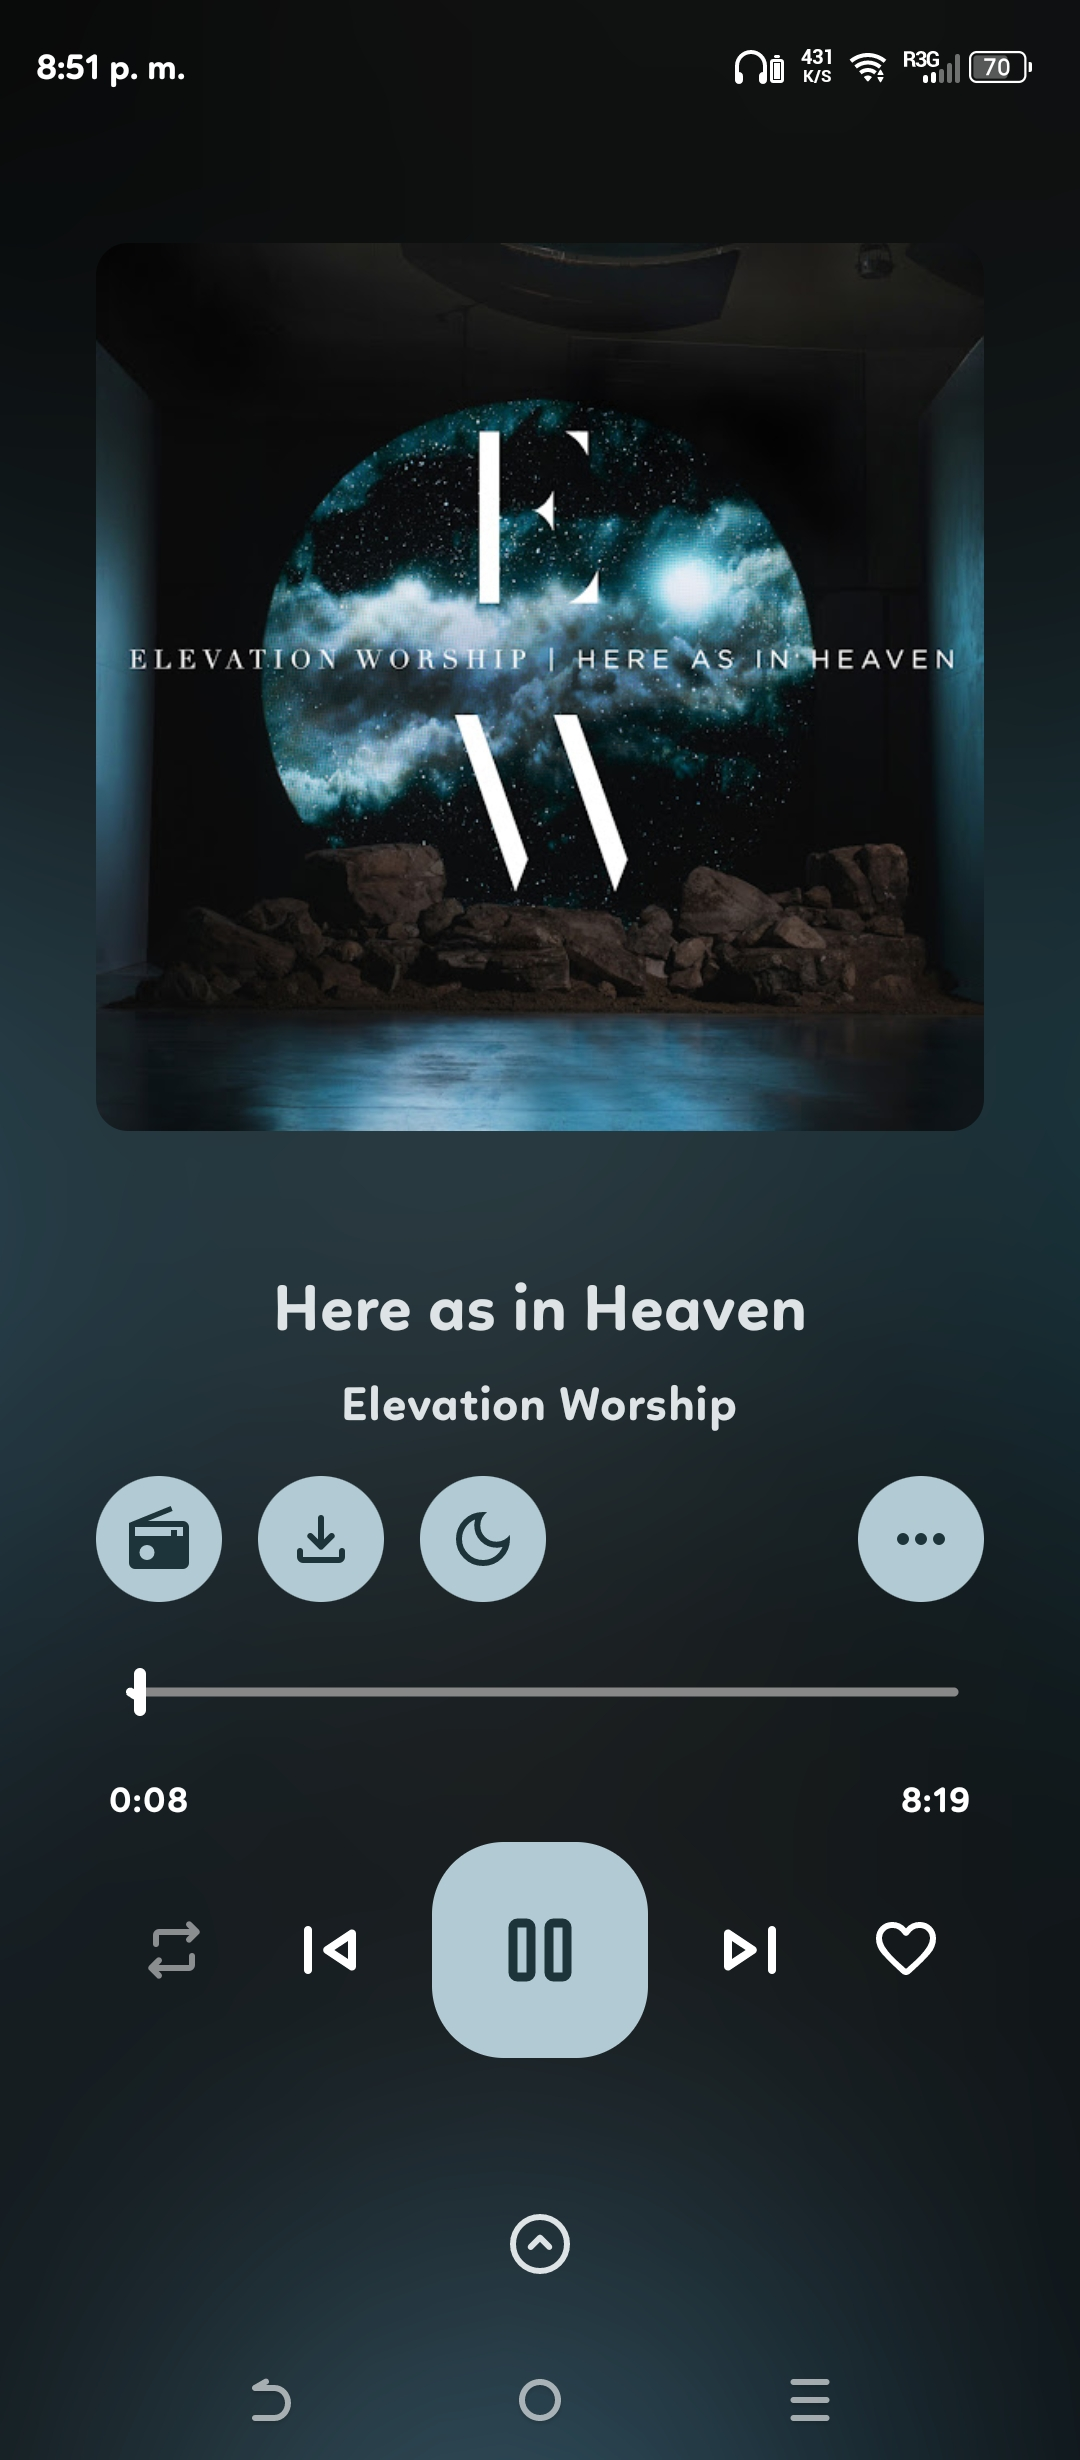 8:51 p. m.
431
K/S
R3G
70
E
ELEVATION WORSHIP | HERE AS IN HEAVEN
W
Here as in Heaven
Elevation Worship
0:08
8:19